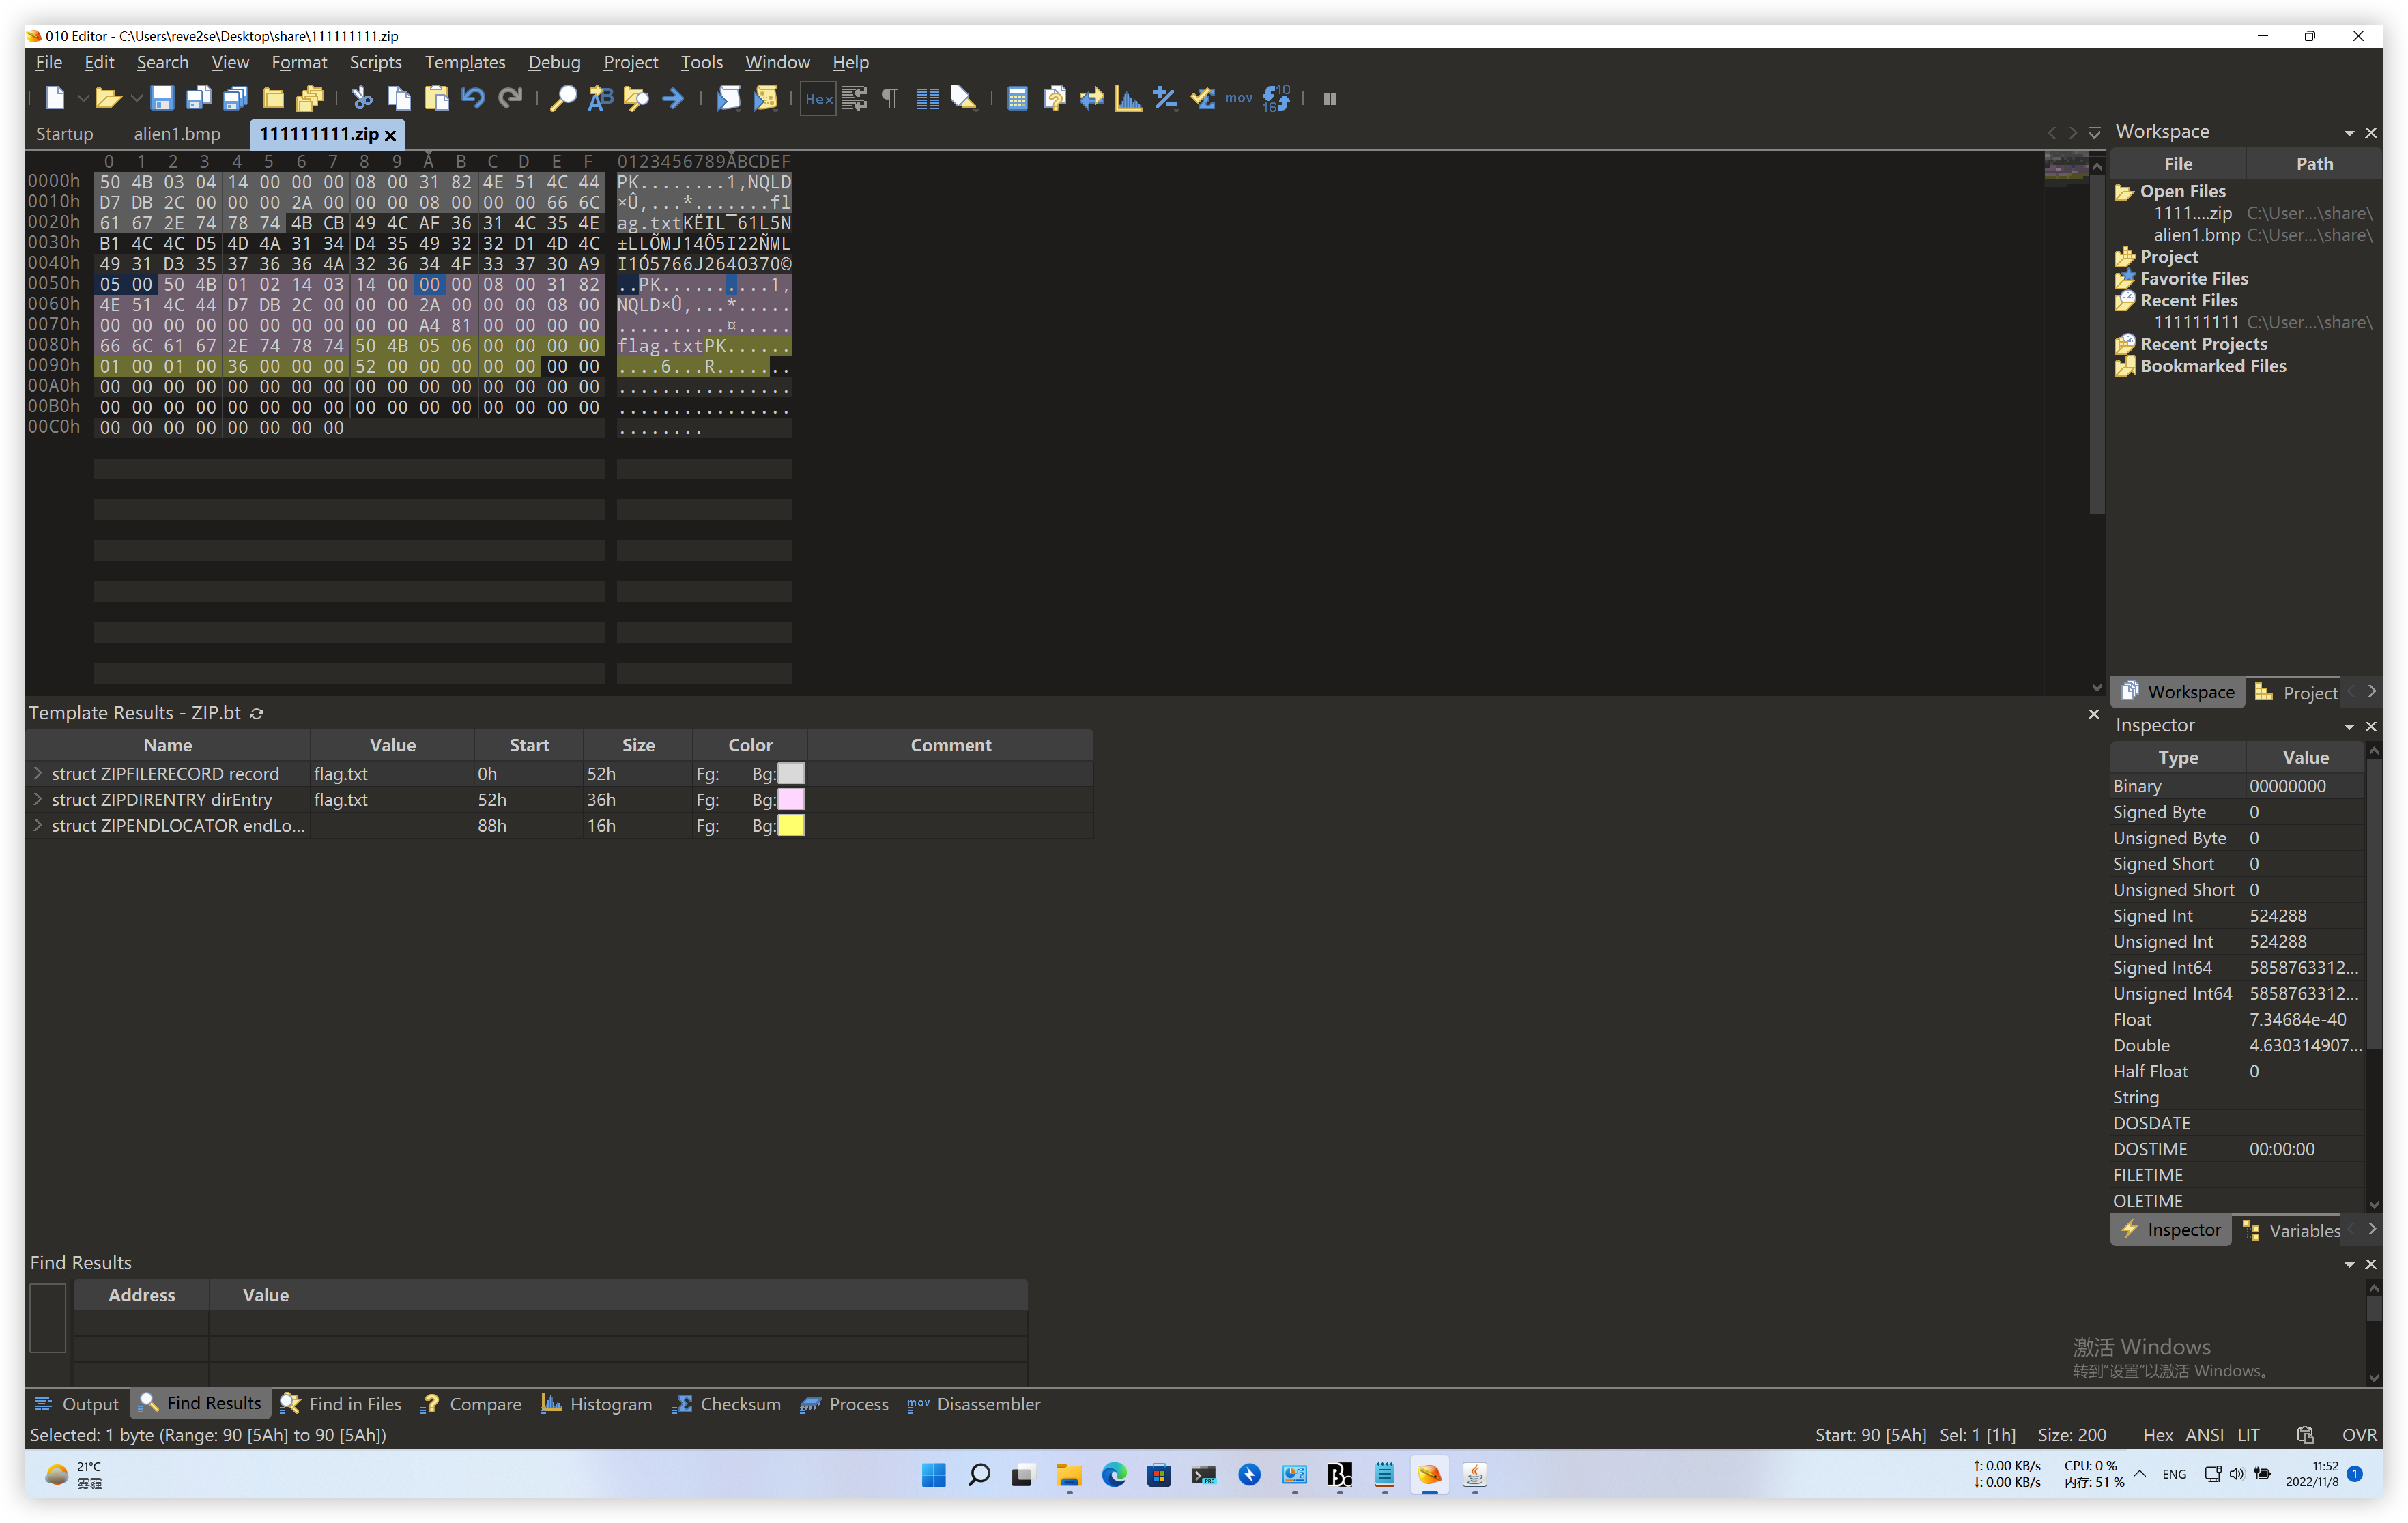 010 Editor - C:\Users\reve2se\Desktop\share\111111111.zip
File Edit Search View Format Scripts Templates Debug Project Tools Window Help
Hex mov 10 16
Startup alien1.bmp 111111111.zip
0 1 2 3 4 5 6 7 8 9 A B C D E F 0123456789ABCDEF
0000h 50 4B 03 04 14 00 00 00 08 00 31 82 4E 51 4C 44 PK........1‚NQLD
0010h D7 DB 2C 00 00 00 2A 00 00 00 08 00 00 00 66 6C ×Û,...*.......fl
0020h 61 67 2E 74 78 74 4B CB 49 4C AF 36 31 4C 35 4E ag.txtKËIL¯61L5N
0030h B1 4C 4C D5 4D 4A 31 34 D4 35 49 32 32 D1 4D 4C ±LLÕMJ14Ô5I22ÑML
0040h 49 31 D3 35 37 36 36 4A 32 36 34 4F 33 37 30 A9 I1Ó5766J264O370©
0050h 05 00 50 4B 01 02 14 03 14 00 00 00 08 00 31 82 ..PK..........1‚
0060h 4E 51 4C 44 D7 DB 2C 00 00 00 2A 00 00 00 08 00 NQLD×Û,...*.....
0070h 00 00 00 00 00 00 00 00 00 00 A4 81 00 00 00 00 ..........¤.....
0080h 66 6C 61 67 2E 74 78 74 50 4B 05 06 00 00 00 00 flag.txtPK......
0090h 01 00 01 00 36 00 00 00 52 00 00 00 00 00 00 00 ....6...R.......
00A0h 00 00 00 00 00 00 00 00 00 00 00 00 00 00 00 00 ................
00B0h 00 00 00 00 00 00 00 00 00 00 00 00 00 00 00 00 ................
00C0h 00 00 00 00 00 00 00 00 ........
Workspace
File Path
Open Files
1111....zip C:\User...\share\
alien1.bmp C:\User...\share\
Project
Favorite Files
Recent Files
111111111 C:\User...\share\
Recent Projects
Bookmarked Files
Workspace Project
Template Results - ZIP.bt
Name Value Start Size Color Comment
struct ZIPFILERECORD record flag.txt 0h 52h Fg: Bg:
struct ZIPDIRENTRY dirEntry flag.txt 52h 36h Fg: Bg:
struct ZIPENDLOCATOR endLo... 88h 16h Fg: Bg:
Inspector
Type Value
Binary 00000000
Signed Byte 0
Unsigned Byte 0
Signed Short 0
Unsigned Short 0
Signed Int 524288
Unsigned Int 524288
Signed Int64 5858763312...
Unsigned Int64 5858763312...
Float 7.34684e-40
Double 4.630314907...
Half Float 0
String
DOSDATE
DOSTIME 00:00:00
FILETIME
OLETIME
Inspector Variables
Find Results
Address Value
激活 Windows
转到"设置"以激活 Windows。
Output Find Results Find in Files Compare Histogram Checksum Process mov Disassembler
Selected: 1 byte (Range: 90 [5Ah] to 90 [5Ah]) Start: 90 [5Ah] Sel: 1 [1h] Size: 200 Hex ANSI LIT OVR
21°C
雾霾
↑: 0.00 KB/s CPU: 0 %
↓: 0.00 KB/s 内存: 51 %
ENG
11:52
2022/11/8
1